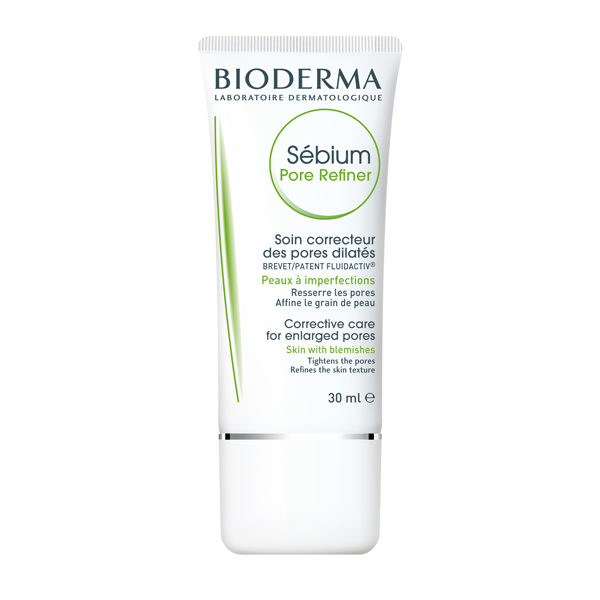 BIODERMA
LABORATOIRE DERMATOLOGIQUE
Sébium
Pore Refiner
Soin correcteur
des pores dilatés
BREVET/PATENT FLUIDACTIV®
Peaux à imperfections
Resserre les pores
Affine le grain de peau
Corrective care
for enlarged pores
Skin with blemishes
Tightens the pores
Refines the skin texture
30 ml ℮